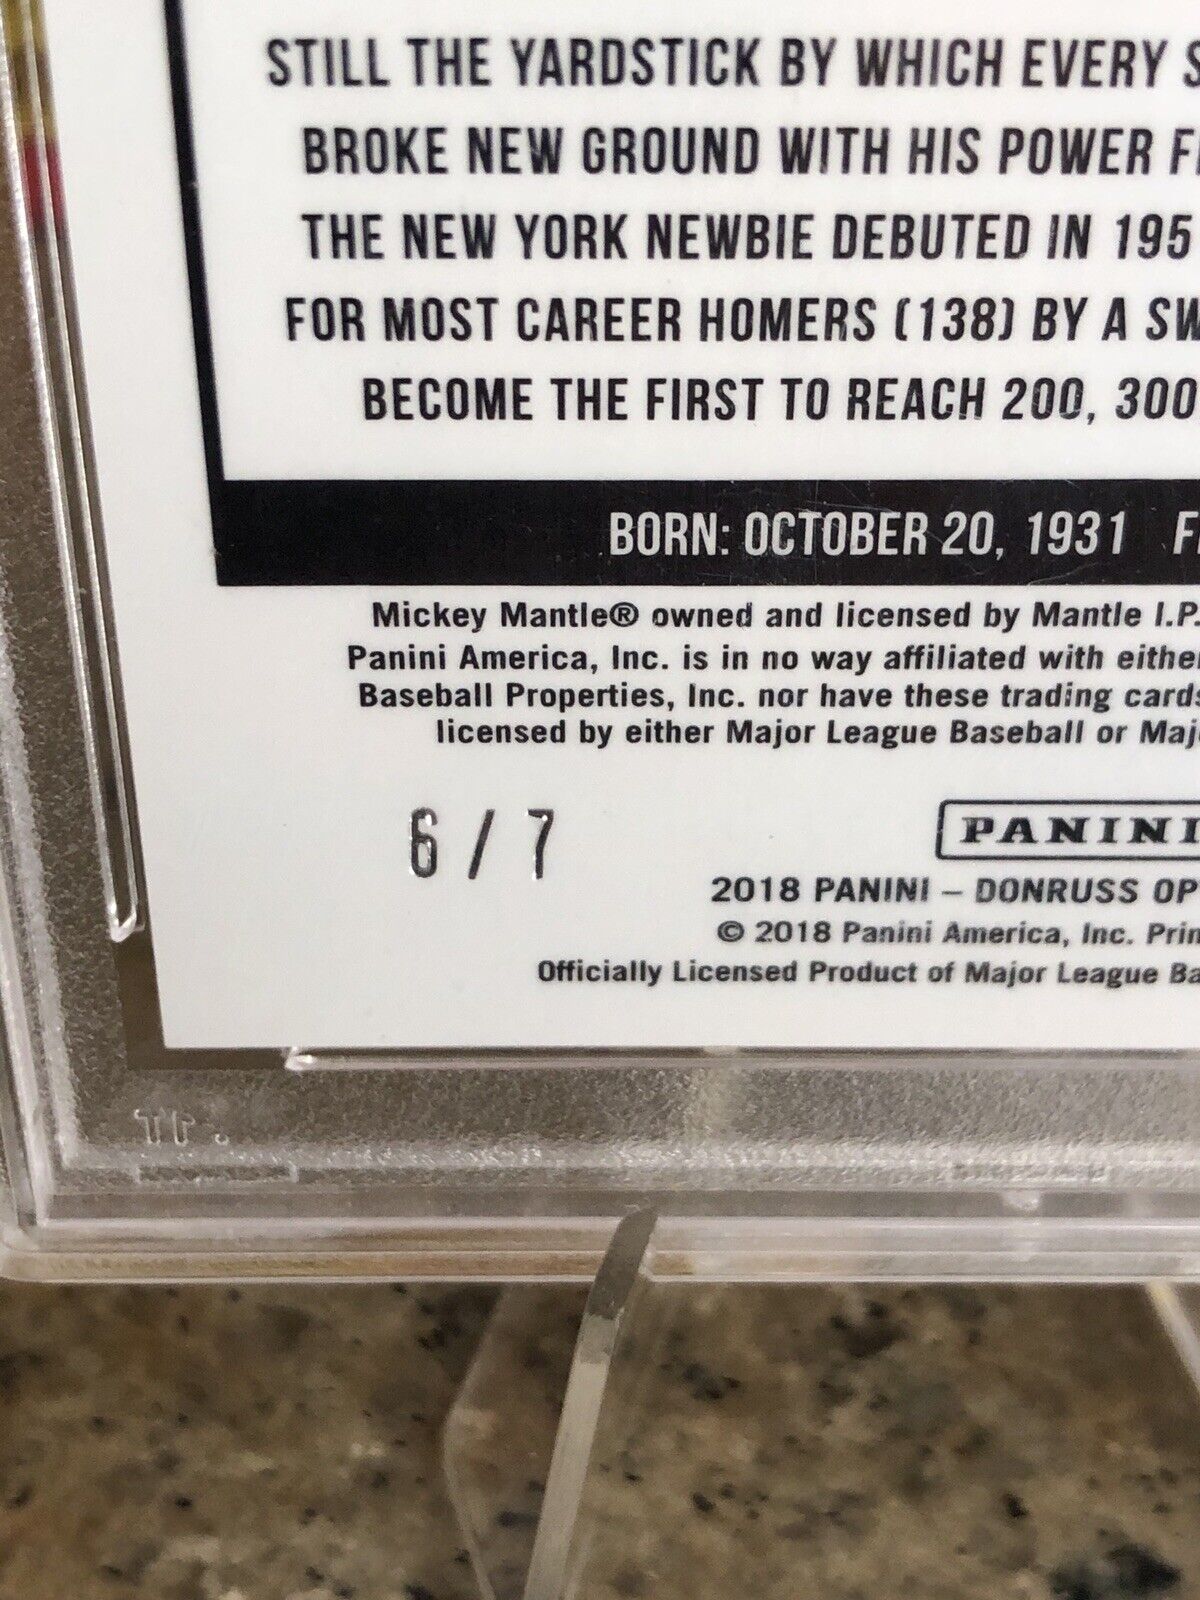 STILL THE YARDSTICK BY WHICH EVERY S
BROKE NEW GROUND WITH HIS POWER F
THE NEW YORK NEWBIE DEBUTED IN 195
FOR MOST CAREER HOMERS (138) BY A SW
BECOME THE FIRST TO REACH 200, 300
BORN: OCTOBER 20, 1931 F
Mickey Mantle® owned and licensed by Mantle I.P.
Panini America, Inc. is in no way affiliated with either
Baseball Properties, Inc. nor have these trading cards
licensed by either Major League Baseball or Maj
6 / 7
PANINI
2018 PANINI – DONRUSS OP
© 2018 Panini America, Inc. Prin
Officially Licensed Product of Major League Ba